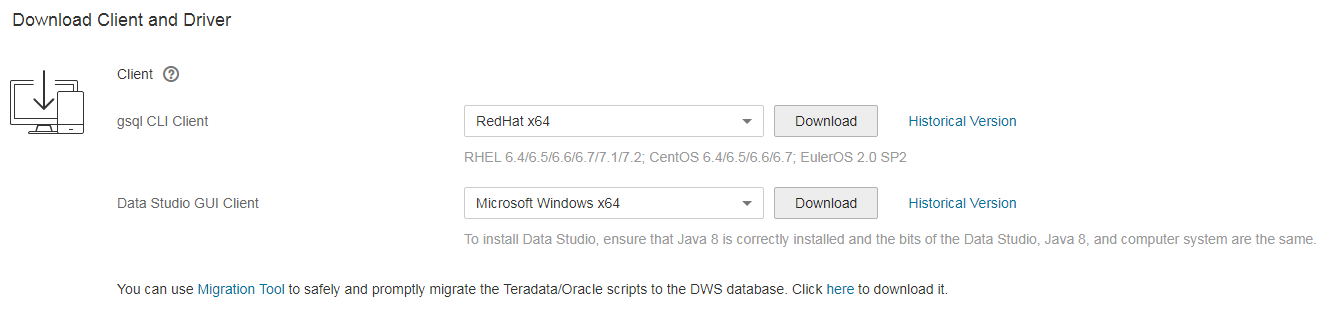 Download Client and Driver
Client ?
gsql CLI Client RedHat x64 Download Historical Version
RHEL 6.4/6.5/6.6/6.7/7.1/7.2; CentOS 6.4/6.5/6.6/6.7; EulerOS 2.0 SP2
Data Studio GUI Client Microsoft Windows x64 Download Historical Version
To install Data Studio, ensure that Java 8 is correctly installed and the bits of the Data Studio, Java 8, and computer system are the same.
You can use Migration Tool to safely and promptly migrate the Teradata/Oracle scripts to the DWS database. Click here to download it.